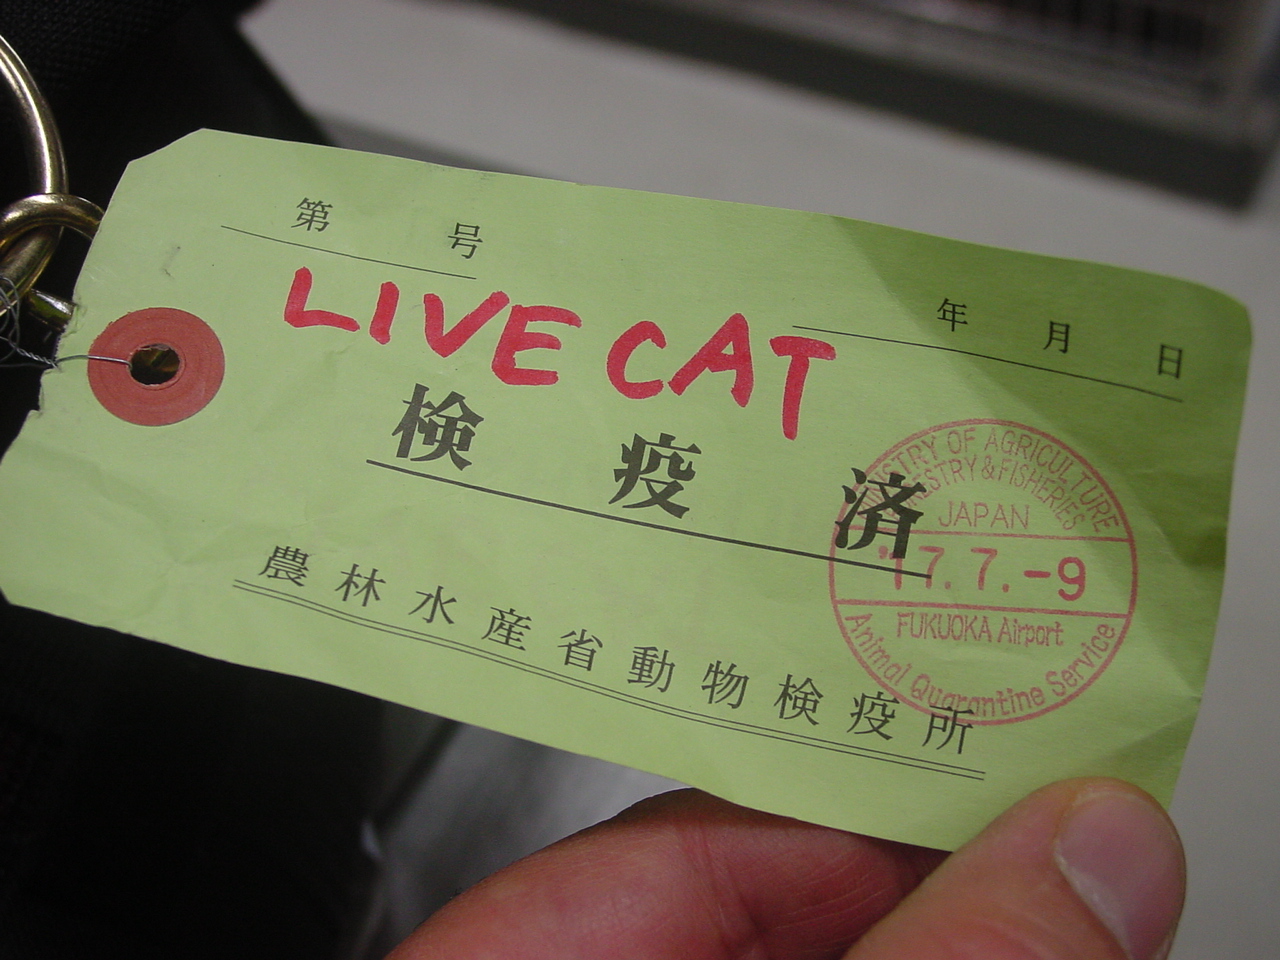 第 号
年 月 日
LIVE CAT
検 疫 済
MINISTRY OF AGRICULTURE
FORESTRY & FISHERIES
JAPAN
'17. 7. -9
FUKUOKA Airport
Animal Quarantine Service
農林水産省動物検疫所